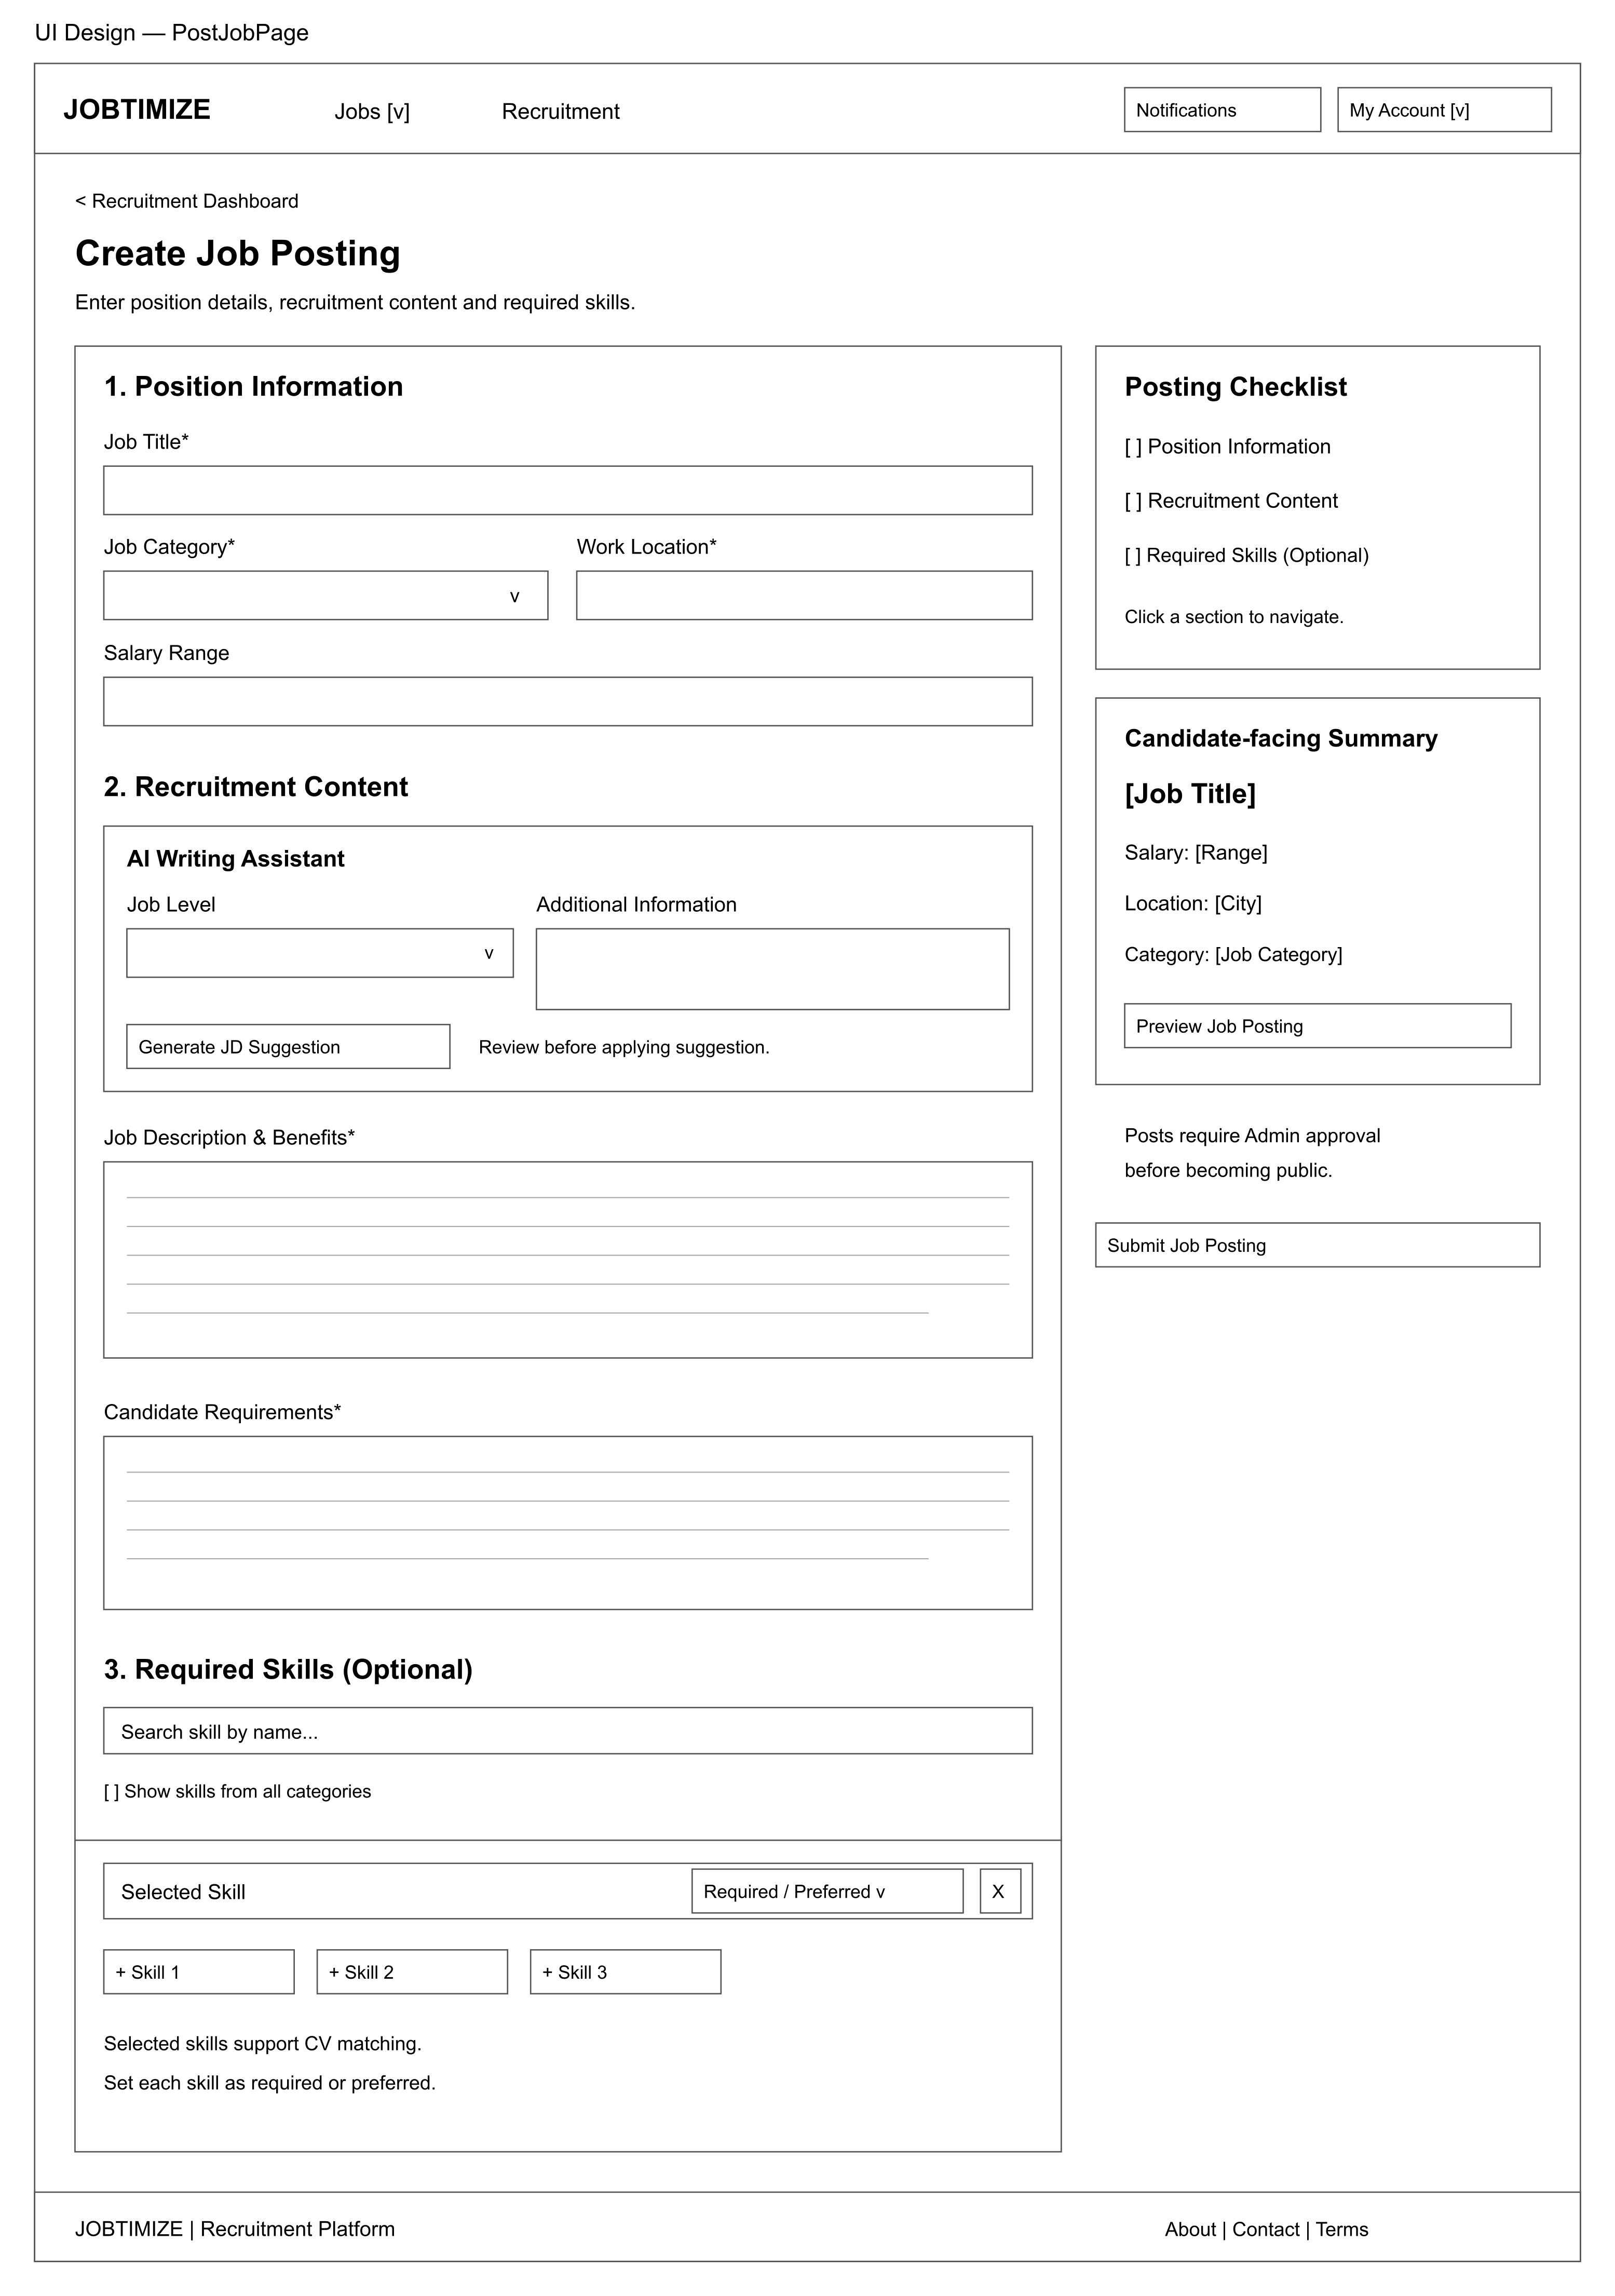 UI Design — PostJobPage
JOBTIMIZE
Jobs [v]
Recruitment
Notifications
My Account [v]
< Recruitment Dashboard
Create Job Posting
Enter position details, recruitment content and required skills.
1. Position Information
Job Title*
Job Category*
Work Location*
v
Salary Range
2. Recruitment Content
AI Writing Assistant
Job Level
Additional Information
v
Generate JD Suggestion
Review before applying suggestion.
Job Description & Benefits*
Candidate Requirements*
3. Required Skills (Optional)
Search skill by name...
[ ] Show skills from all categories
Selected Skill
Required / Preferred v
X
+ Skill 1
+ Skill 2
+ Skill 3
Selected skills support CV matching.
Set each skill as required or preferred.
Posting Checklist
[ ] Position Information
[ ] Recruitment Content
[ ] Required Skills (Optional)
Click a section to navigate.
Candidate-facing Summary
[Job Title]
Salary: [Range]
Location: [City]
Category: [Job Category]
Preview Job Posting
Posts require Admin approval
before becoming public.
Submit Job Posting
JOBTIMIZE | Recruitment Platform
About | Contact | Terms